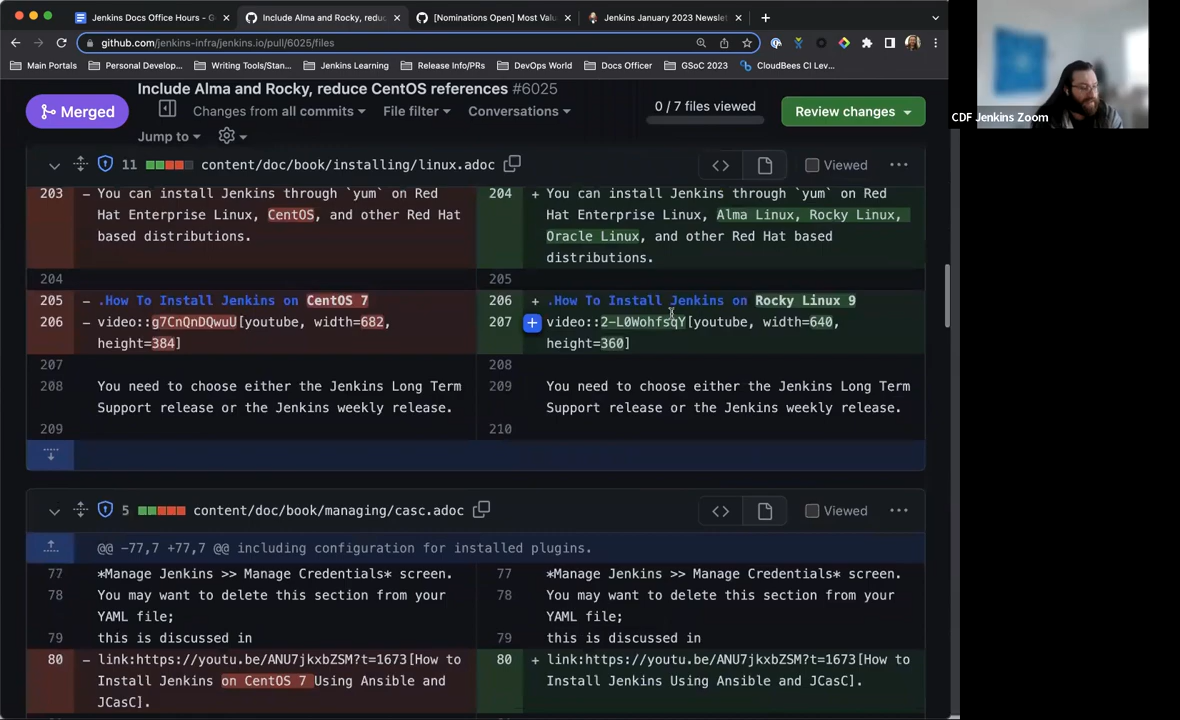 Jenkins Docs Office Hours - G
Include Alma and Rocky, reduc
[Nominations Open] Most Val
Jenkins January 2023 Newslet
github.com/jenkins-infra/jenkins.io/pull/6025/files
Main Portals
Personal Develop...
Writing Tools/Stan...
Jenkins Learning
Release Info/PRs
DevOps World
Docs Officer
GSoC 2023
CloudBees CI Lev...
CDF Jenkins Zoom
Include Alma and Rocky, reduce CentOS references #6025
Merged
Changes from all commits
File filter
Conversations
0 / 7 files viewed
Review changes
Jump to
11 content/doc/book/installing/linux.adoc
Viewed
203 – You can install Jenkins through `yum` on Red
Hat Enterprise Linux, CentOS, and other Red Hat
based distributions.
204 + You can install Jenkins through `yum` on Red
Hat Enterprise Linux, Alma Linux, Rocky Linux,
Oracle Linux, and other Red Hat based
distributions.
204 205
205 – .How To Install Jenkins on CentOS 7
206 + .How To Install Jenkins on Rocky Linux 9
206 – video::g7CnQnDQwuU[youtube, width=682,
height=384]
207 + video::2-L0WohfsqY[youtube, width=640,
height=360]
207 208
208 You need to choose either the Jenkins Long Term
Support release or the Jenkins weekly release.
209 You need to choose either the Jenkins Long Term
Support release or the Jenkins weekly release.
209 210
5 content/doc/book/managing/casc.adoc
Viewed
@@ -77,7 +77,7 @@ including configuration for installed plugins.
77 *Manage Jenkins >> Manage Credentials* screen.
78 You may want to delete this section from your
YAML file;
79 this is discussed in
77 *Manage Jenkins >> Manage Credentials* screen.
78 You may want to delete this section from your
YAML file;
79 this is discussed in
80 – link:https://youtu.be/ANU7jkxbZSM?t=1673[How to
Install Jenkins on CentOS 7 Using Ansible and
JCasC].
80 + link:https://youtu.be/ANU7jkxbZSM?t=1673[How to
Install Jenkins Using Ansible and JCasC].